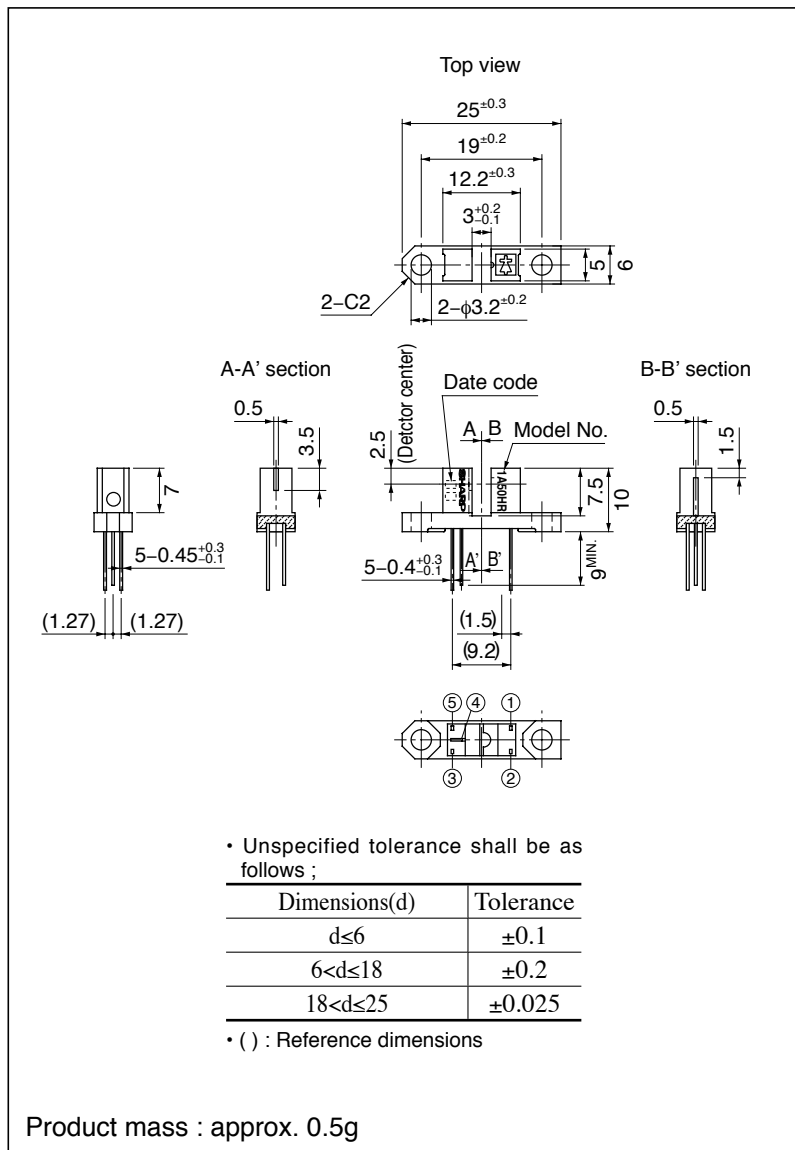 Top view
25±0.3
19±0.2
12.2±0.3
3+0.2 -0.1
5
6
2−C2
2−φ3.2±0.2
A-A' section
(Detctor center)
Date code
B-B' section
0.5
3.5
2.5
A B
Model No.
0.5
1.5
SHARP
1A50HR
7
7.5
10
5−0.45+0.3 -0.1
5−0.4+0.3 -0.1
A' B'
9MIN.
(1.27) (1.27)
(1.5)
(9.2)
⑤ ④ ①
③ ②
• Unspecified tolerance shall be as
follows ;
Dimensions(d) Tolerance
d≤6 ±0.1
6<d≤18 ±0.2
18<d≤25 ±0.025
• ( ) : Reference dimensions
Product mass : approx. 0.5g